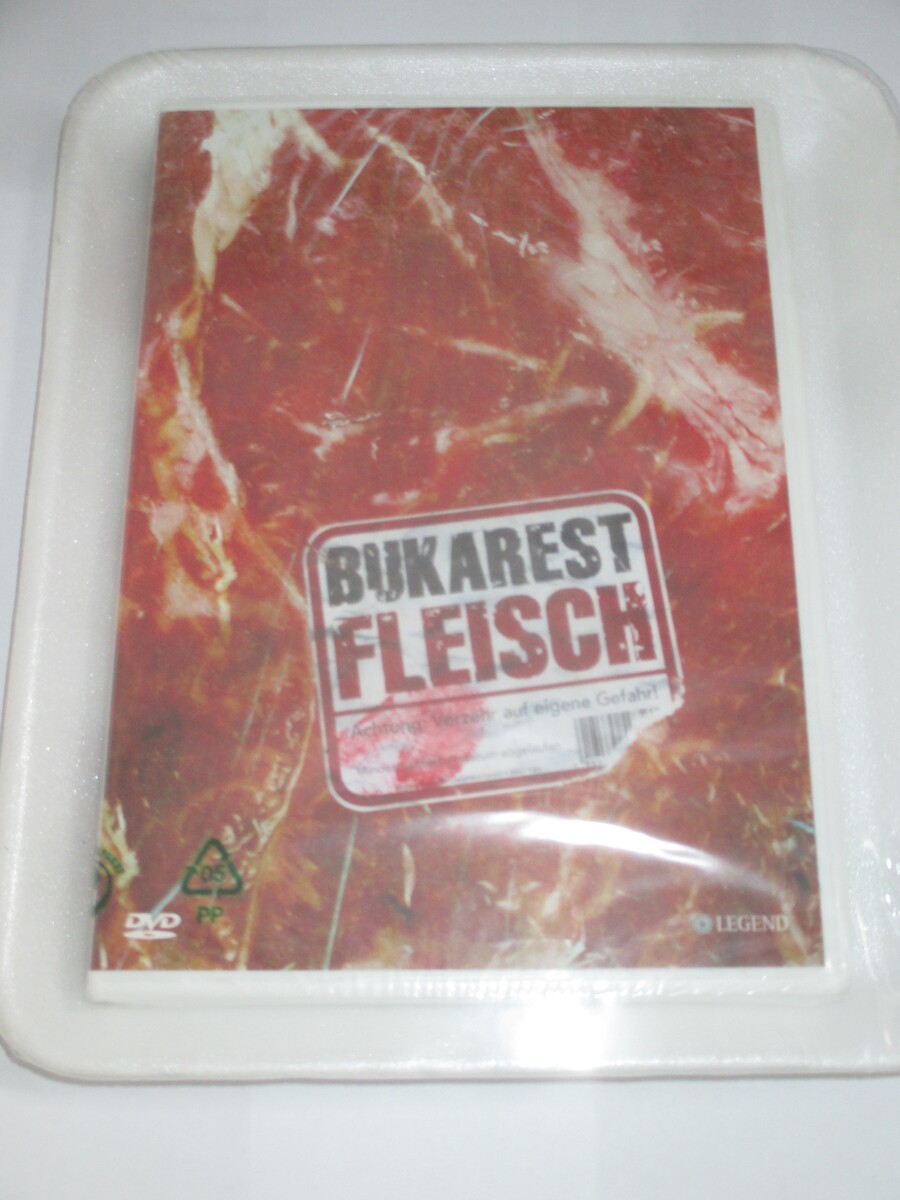 BUKAREST
FLEISCH
Achtung: Verzehr auf eigene Gefahr!
05
PP
DVD
LEGEND